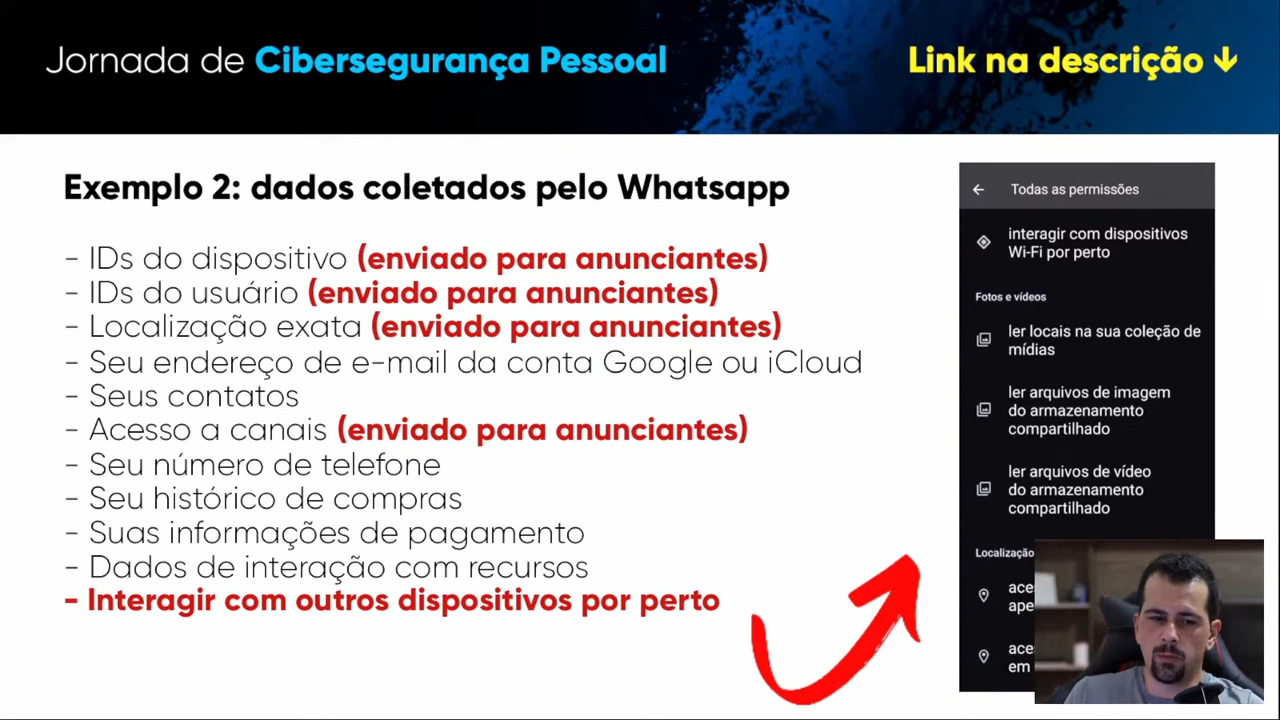 Jornada de Cibersegurança Pessoal
Link na descrição ↓
Exemplo 2: dados coletados pelo Whatsapp
- IDs do dispositivo (enviado para anunciantes)
- IDs do usuário (enviado para anunciantes)
- Localização exata (enviado para anunciantes)
- Seu endereço de e-mail da conta Google ou iCloud
- Seus contatos
- Acesso a canais (enviado para anunciantes)
- Seu número de telefone
- Seu histórico de compras
- Suas informações de pagamento
- Dados de interação com recursos
- Interagir com outros dispositivos por perto
Todas as permissões
interagir com dispositivos
Wi-Fi por perto
Fotos e vídeos
ler locais na sua coleção de
mídias
ler arquivos de imagem
do armazenamento
compartilhado
ler arquivos de vídeo
do armazenamento
compartilhado
Localização
em